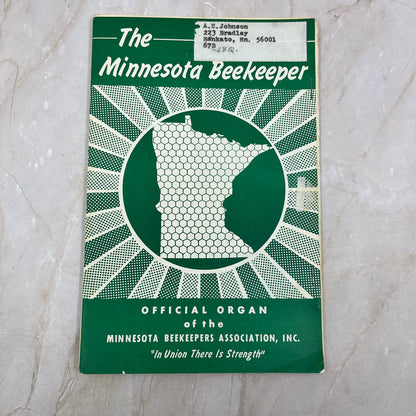 The
Minnesota Beekeeper
A.E.Johnson
223 Bradley
Mankato, Mn. 56001
673
OFFICIAL ORGAN
of the
MINNESOTA BEEKEEPERS ASSOCIATION, INC.
"In Union There is Strength"